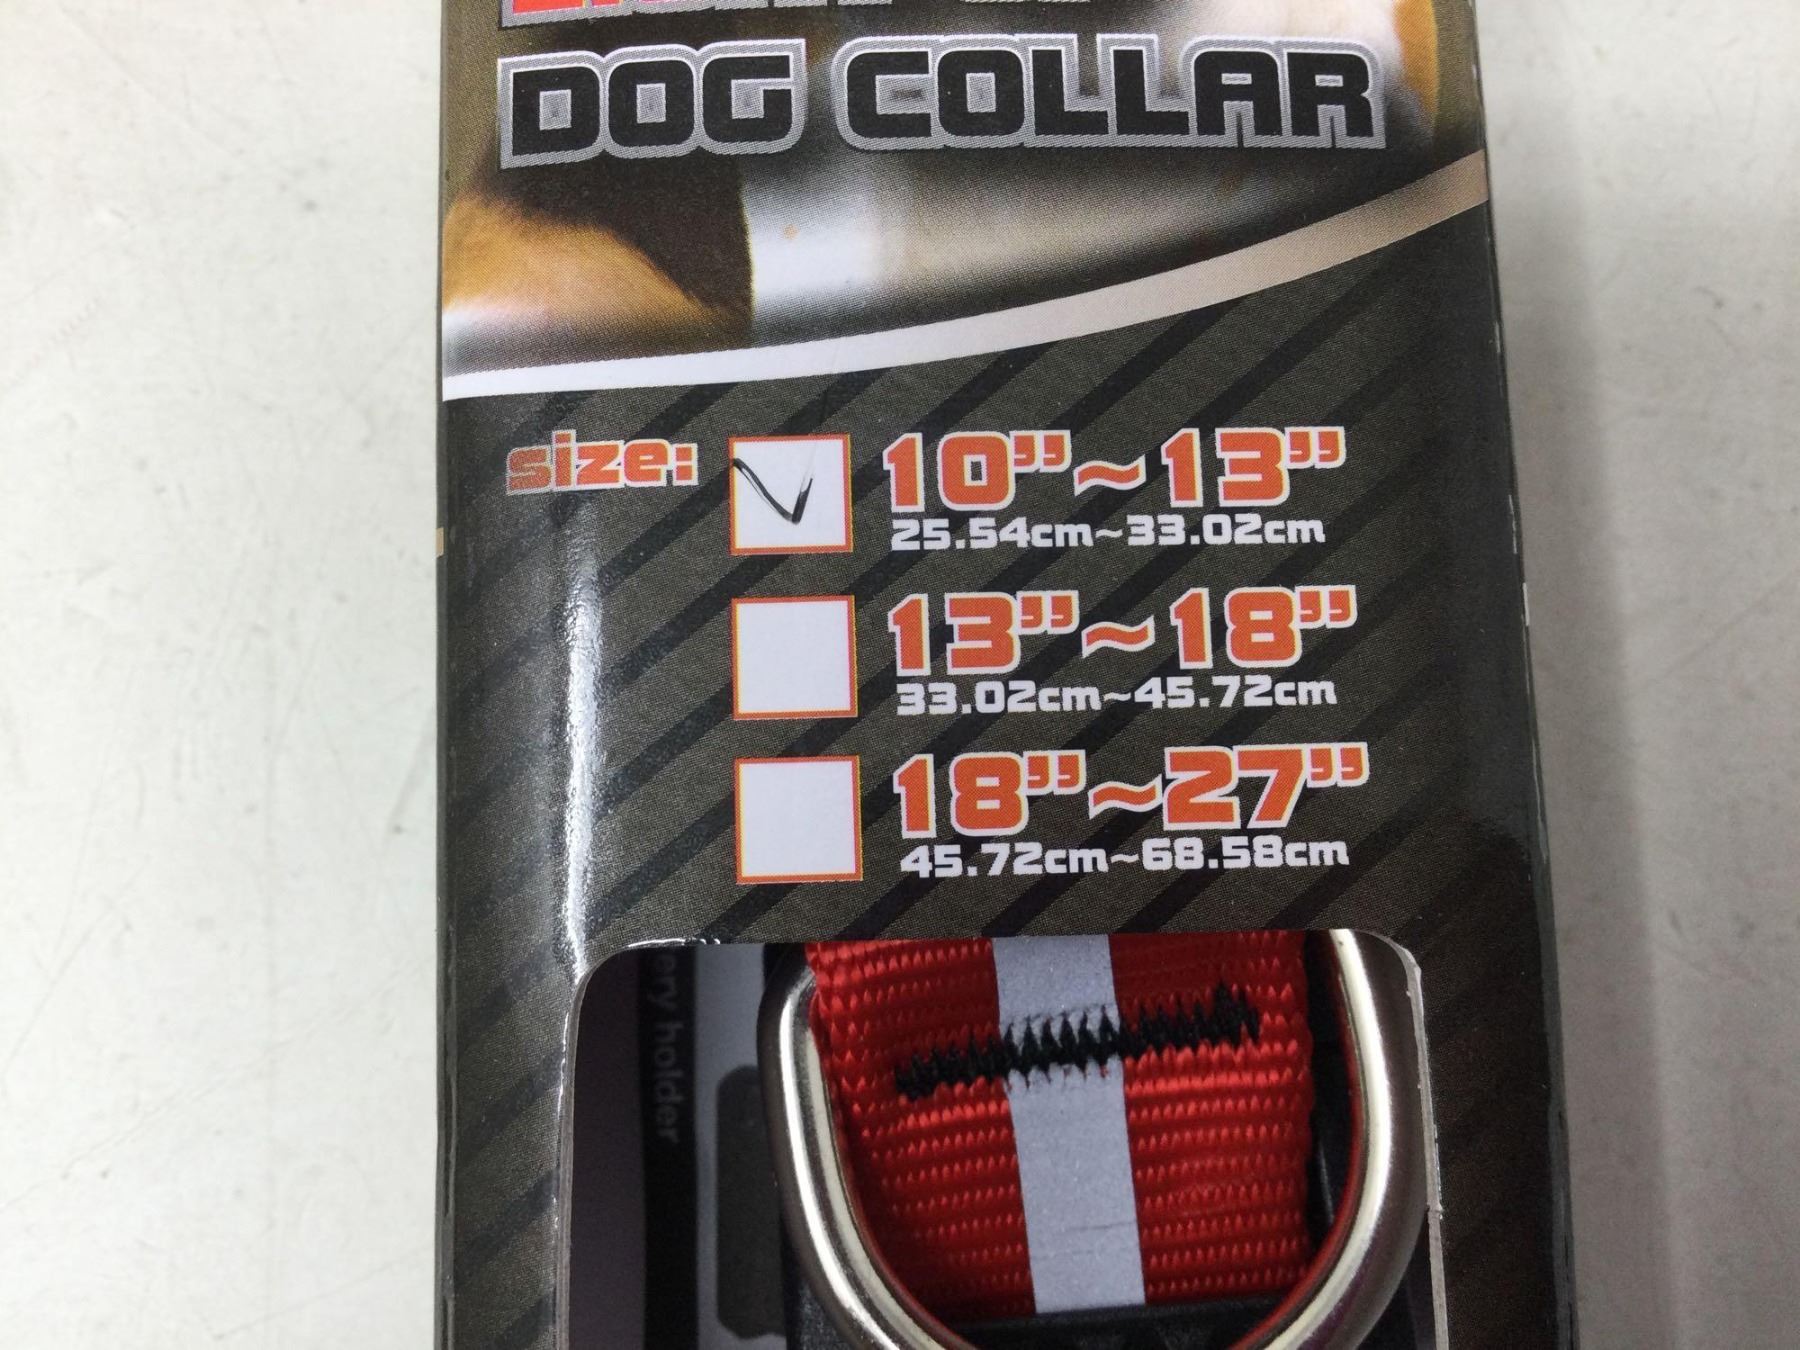 DOG COLLAR
size: 10”~13”
25.54cm~33.02cm
13”~18”
33.02cm~45.72cm
18”~27”
45.72cm~68.58cm
holder